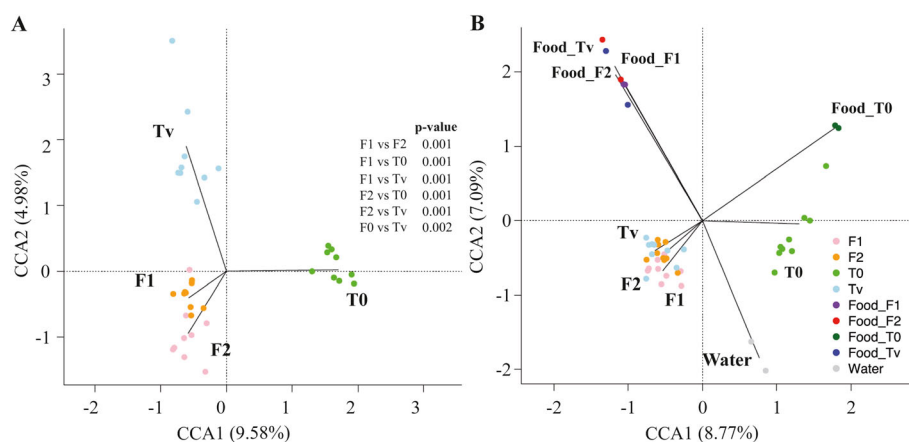 A
3
2
1
0
-1
CCA2 (4.98%)
-2
-1
0
1
2
3
CCA1 (9.58%)
Tv
F1
F2
T0
p-value
F1 vs F2 0.001
F1 vs T0 0.001
F1 vs Tv 0.001
F2 vs T0 0.001
F2 vs Tv 0.001
F0 vs Tv 0.002
B
2
1
0
-1
-2
CCA2 (7.09%)
-2
-1
0
1
2
CCA1 (8.77%)
Food_Tv
Food_F1
Food_F2
Food_T0
Tv
F2
F1
T0
Water
F1
F2
T0
Tv
Food_F1
Food_F2
Food_T0
Food_Tv
Water